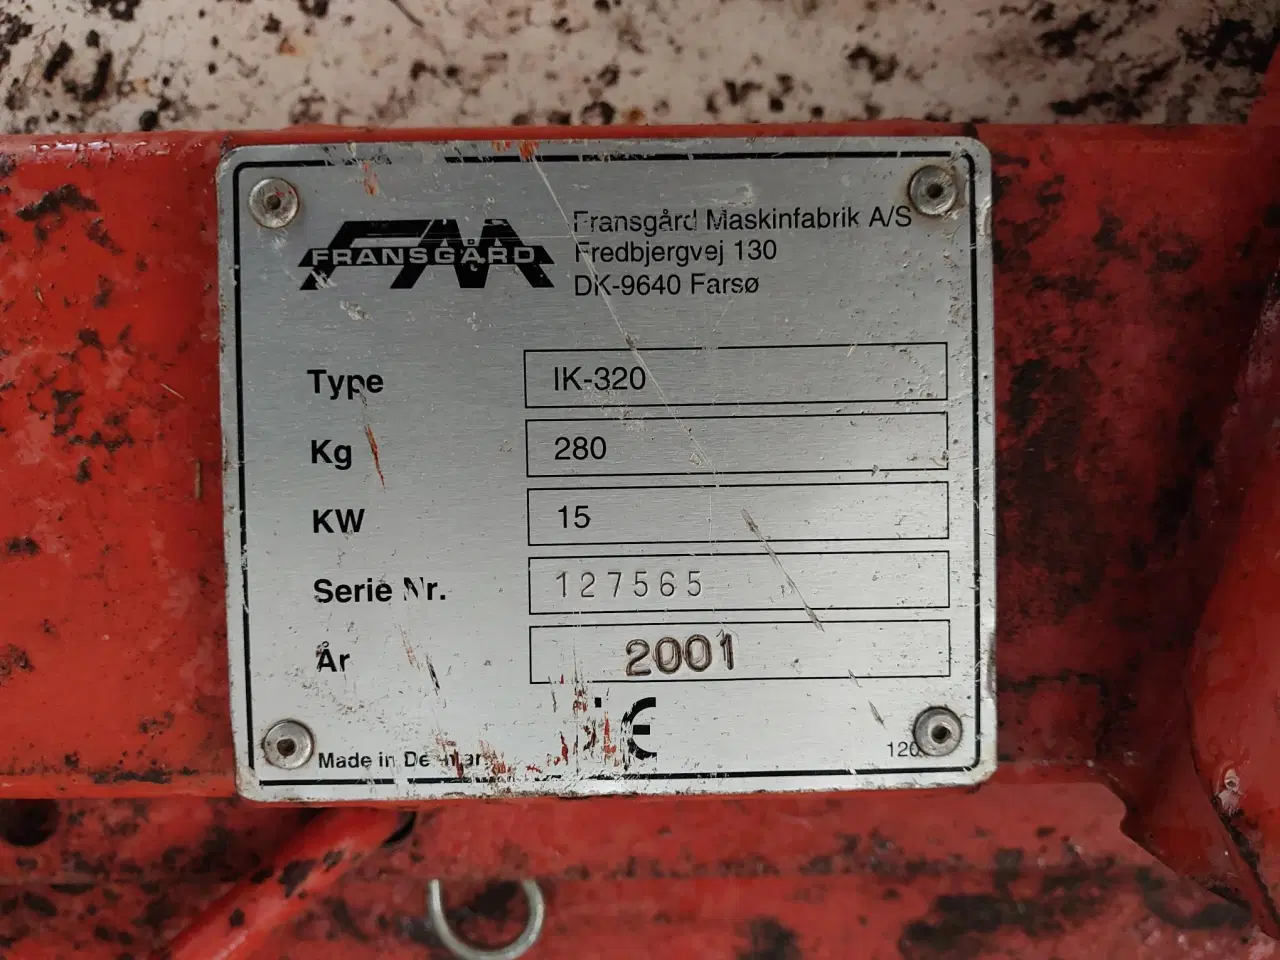 FRANSGÅRD
Fransgård Maskinfabrik A/S
Fredbjergvej 130
DK-9640 Farsø
Type IK-320
Kg 280
KW 15
Serie Nr. 127565
År 2001
CE
Made in Denmark